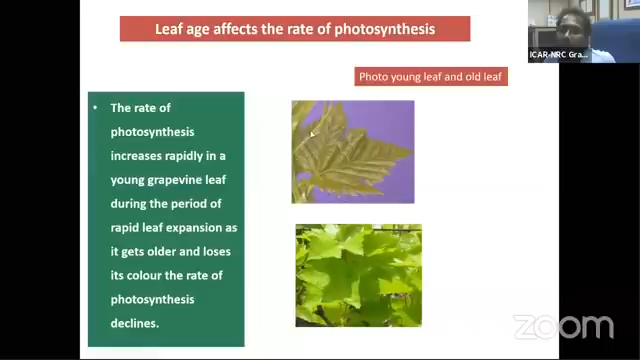 Leaf age affects the rate of photosynthesis
ICAR-NRC Gra...
Photo young leaf and old leaf
• The rate of
photosynthesis
increases rapidly in a
young grapevine leaf
during the period of
rapid leaf expansion as
it gets older and loses
its colour the rate of
photosynthesis
declines.
zoom